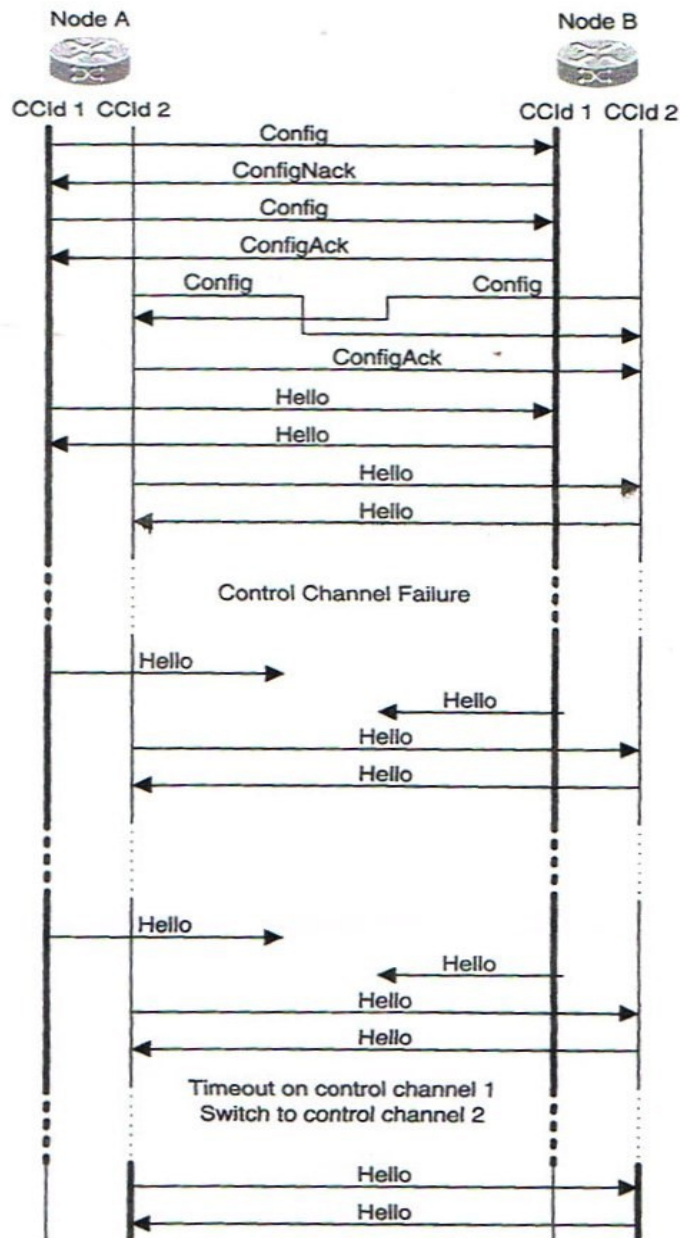 Node A
Node B
CCId 1 CCId 2
CCId 1 CCId 2
Config
ConfigNack
Config
ConfigAck
Config
Config
ConfigAck
Hello
Hello
Hello
Hello
Control Channel Failure
Hello
Hello
Hello
Hello
Hello
Hello
Hello
Hello
Timeout on control channel 1
Switch to control channel 2
Hello
Hello